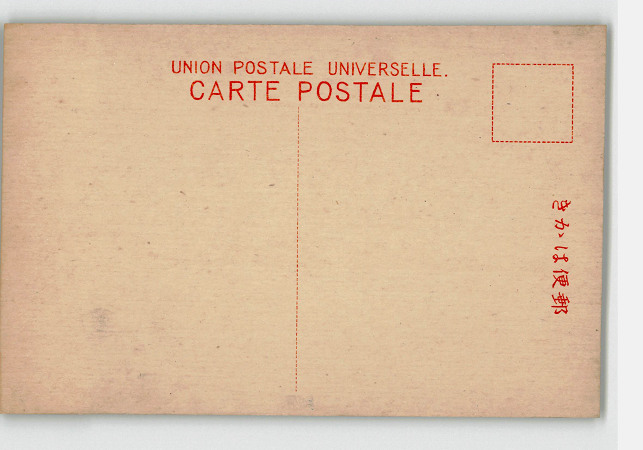 UNION POSTALE UNIVERSELLE.
CARTE POSTALE
郵便はかき